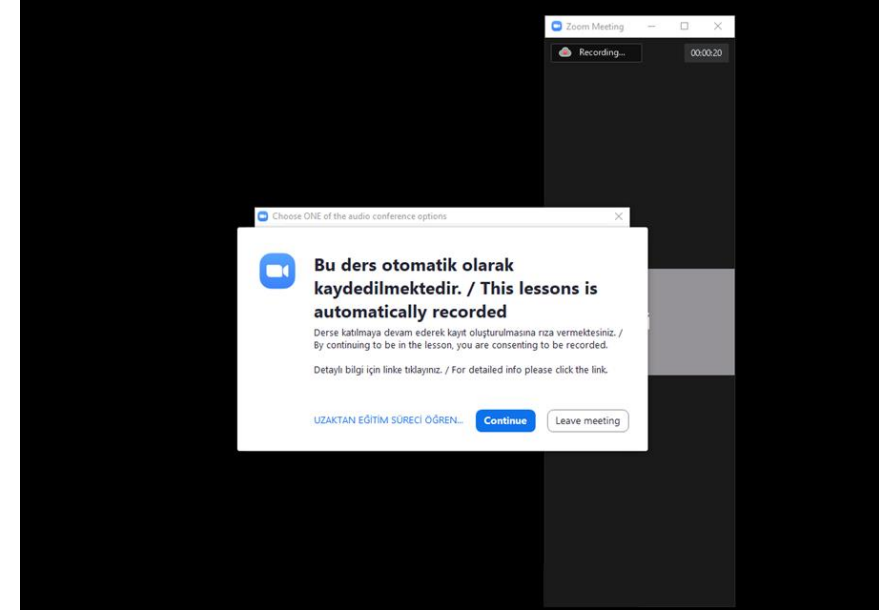 Zoom Meeting
Recording...
00:00:20
Choose ONE of the audio conference options
Bu ders otomatik olarak
kaydedilmektedir. / This lessons is
automatically recorded
Derse katılmaya devam ederek kayıt oluşturulmasına rıza vermektesiniz. /
By continuing to be in the lesson, you are consenting to be recorded.
Detaylı bilgi için linke tıklayınız. / For detailed info please click the link.
UZAKTAN EĞİTİM SÜRECİ ÖĞREN...
Continue
Leave meeting